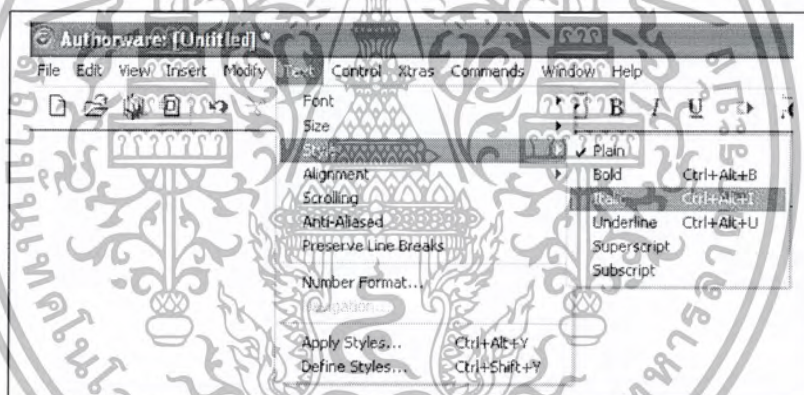 Authorware: [Untitled] *
File Edit View Insert Modify Text Control Xtras Commands Window Help
B I U
Font
Size
Style
Plain
Alignment
Bold Ctrl+Alt+B
Scrolling
Italic Ctrl+Alt+I
Anti-Aliased
Underline Ctrl+Alt+U
Preserve Line Breaks
Superscript
Subscript
Number Format...
Navigation...
Apply Styles... Ctrl+Alt+Y
Define Styles... Ctrl+Shift+Y